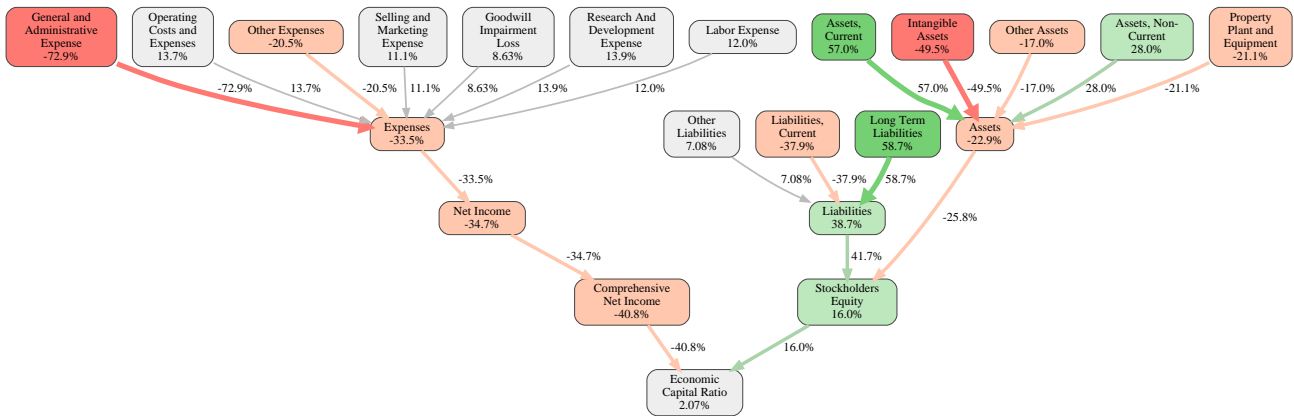 General and
Administrative
Expense
-72.9%
Operating
Costs and
Expenses
13.7%
Other Expenses
-20.5%
Selling and
Marketing
Expense
11.1%
Goodwill
Impairment
Loss
8.63%
Research And
Development
Expense
13.9%
Labor Expense
12.0%
Assets,
Current
57.0%
Intangible
Assets
-49.5%
Other Assets
-17.0%
Assets, Non-
Current
28.0%
Property
Plant and
Equipment
-21.1%
-72.9%
13.7%
-20.5%
11.1%
8.63%
13.9%
12.0%
57.0%
-49.5%
-17.0%
28.0%
-21.1%
Expenses
-33.5%
Other
Liabilities
7.08%
Liabilities,
Current
-37.9%
Long Term
Liabilities
58.7%
Assets
-22.9%
-33.5%
7.08%
-37.9%
58.7%
Net Income
-34.7%
Liabilities
38.7%
-25.8%
-34.7%
41.7%
Comprehensive
Net Income
-40.8%
Stockholders
Equity
16.0%
-40.8%
16.0%
Economic
Capital Ratio
2.07%